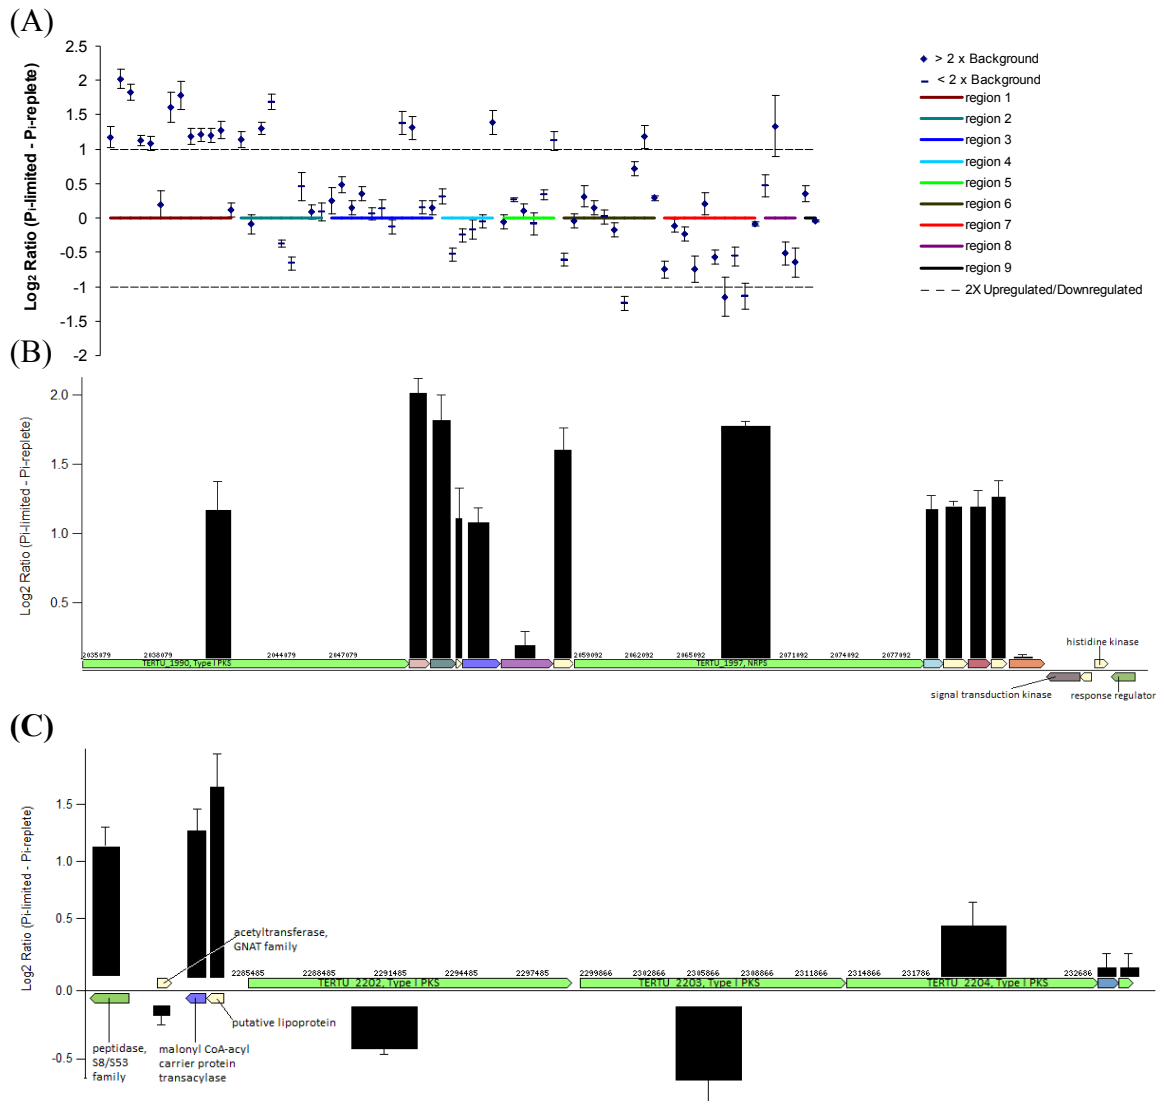 (A)
Log2 Ratio (Pi-limited - Pi-replete)
2.5
2
1.5
1
0.5
0
-0.5
-1
-1.5
-2
> 2 x Background
< 2 x Background
region 1
region 2
region 3
region 4
region 5
region 6
region 7
region 8
region 9
2X Upregulated/Downregulated
(B)
Log2 Ratio (Pi-limited - Pi-replete)
2.0
1.5
1.0
0.5
2035079 2038079 2044079 2047079 2059092 2062092 2065092 2071092 2074092 2077092
TERTU_1990, Type I PKS
TERTU_1997, NRPS
histidine kinase
signal transduction kinase
response regulator
(C)
Log2 Ratio (Pi-limited - Pi-replete)
1.5
1.0
0.5
0.0
-0.5
acetyltransferase,
GNAT family
2285485 2288485 2291485 2294485 2297485 2299866 2302866 2305866 2308866 2311866 2314866 231786 232686
TERTU_2202, Type I PKS
TERTU_2203, Type I PKS
TERTU_2204, Type I PKS
putative lipoprotein
peptidase,
S8/S53
family
malonyl CoA-acyl
carrier protein
transacylase